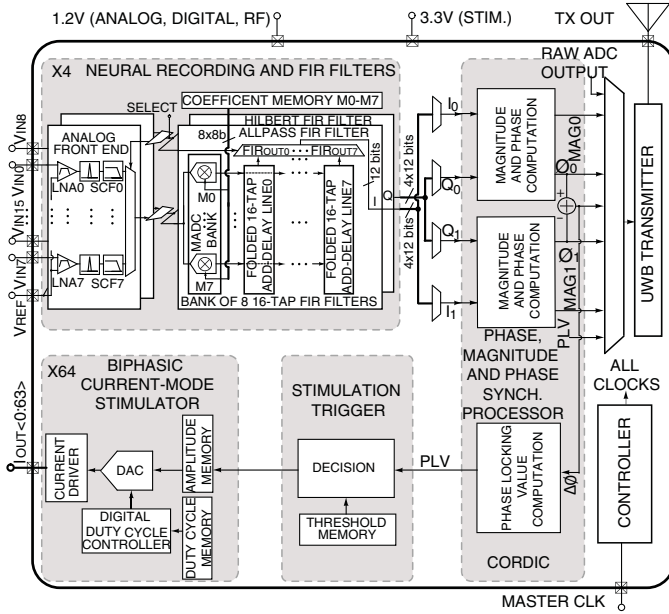 1.2V (ANALOG, DIGITAL, RF)
3.3V (STIM.)
TX OUT
X4 NEURAL RECORDING AND FIR FILTERS
RAW ADC
OUTPUT
SELECT
COEFFICENT MEMORY M0-M7
HILBERT FIR FILTER
8x8b
ALLPASS FIR FILTER
FIROUT0
FIROUT7
ANALOG
FRONT END
LNA0
SCF0
LNA7
SCF7
VIN8
VIN0
VIN15
VIN7
VREF
MADC
BANK
M0
M7
FOLDED 16-TAP
ADD-DELAY LINE0
FOLDED 16-TAP
ADD-DELAY LINE7
BANK OF 8 16-TAP FIR FILTERS
12 bits
I
Q
4x12 bits
4x12 bits
I0
Q0
Q1
I1
MAGNITUDE
AND PHASE
COMPUTATION
MAGNITUDE
AND PHASE
COMPUTATION
MAG0
Ø0
+
-
Ø1
MAG1
PLV
UWB TRANSMITTER
PHASE,
MAGNITUDE
AND PHASE
SYNCH.
PROCESSOR
PHASE LOCKING
VALUE
COMPUTATION
ΔØ
CORDIC
ALL
CLOCKS
CONTROLLER
MASTER CLK
X64
BIPHASIC
CURRENT-MODE
STIMULATOR
IOUT<0:63>
CURRENT
DRIVER
DAC
AMPLITUDE
MEMORY
DIGITAL
DUTY CYCLE
CONTROLLER
DUTY CYCLE
MEMORY
STIMULATION
TRIGGER
DECISION
THRESHOLD
MEMORY
PLV